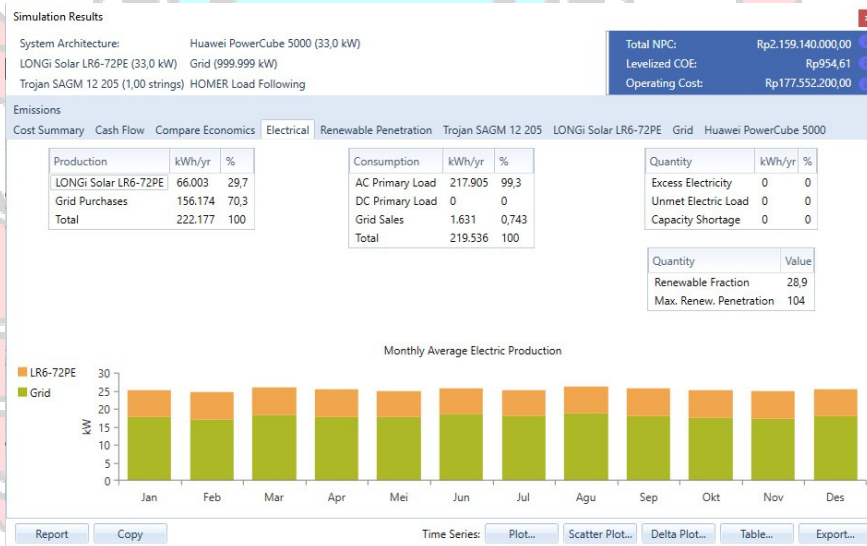 Simulation Results
System Architecture: Huawei PowerCube 5000 (33,0 kW)
LONGi Solar LR6-72PE (33,0 kW) Grid (999.999 kW)
Trojan SAGM 12 205 (1,00 strings) HOMER Load Following
Total NPC: Rp2.159.140.000,00
Levelized COE: Rp954,61
Operating Cost: Rp177.552.200,00
Emissions
Cost Summary Cash Flow Compare Economics Electrical Renewable Penetration Trojan SAGM 12 205 LONGi Solar LR6-72PE Grid Huawei PowerCube 5000
Production kWh/yr %
LONGi Solar LR6-72PE 66.003 29,7
Grid Purchases 156.174 70,3
Total 222.177 100
Consumption kWh/yr %
AC Primary Load 217.905 99,3
DC Primary Load 0 0
Grid Sales 1.631 0,743
Total 219.536 100
Quantity kWh/yr %
Excess Electricity 0 0
Unmet Electric Load 0 0
Capacity Shortage 0 0
Quantity Value
Renewable Fraction 28,9
Max. Renew. Penetration 104
Monthly Average Electric Production
LR6-72PE
Grid
kW
30
25
20
15
10
5
0
Jan Feb Mar Apr Mei Jun Jul Agu Sep Okt Nov Des
Report Copy Time Series: Plot... Scatter Plot... Delta Plot... Table... Export...